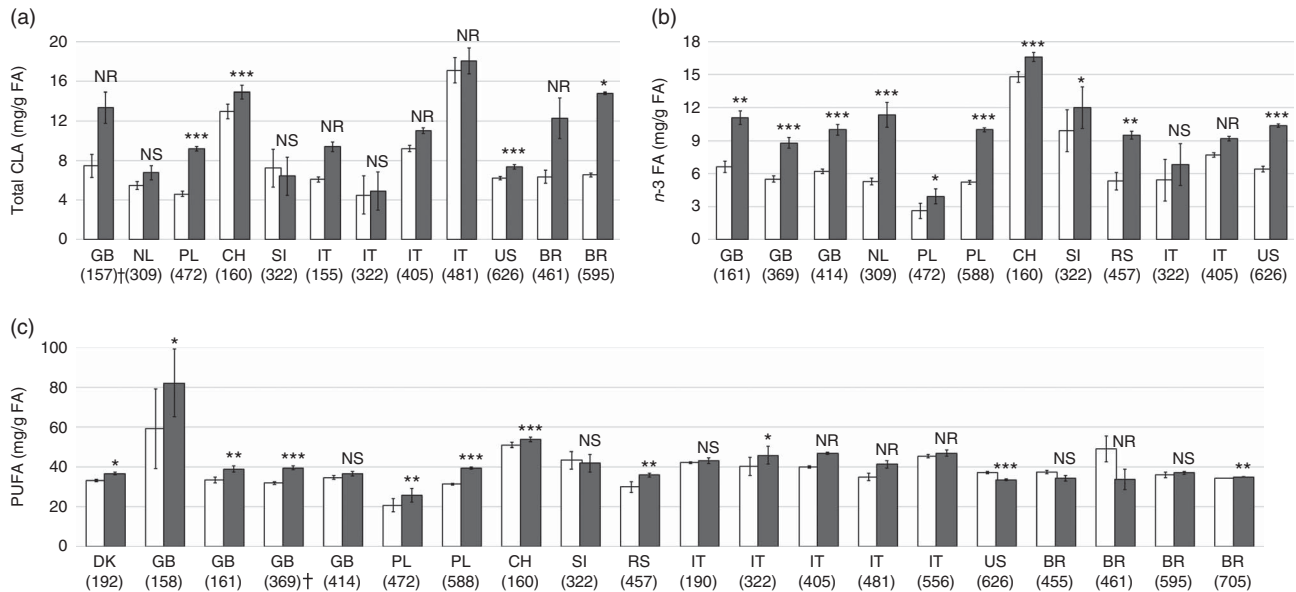 (a)
Total CLA (mg/g FA)
20
16
12
8
4
0
NR NS *** *** NS NR NS NR NR *** NR *
GB NL PL CH SI IT IT IT IT US BR BR
(157)† (309) (472) (160) (322) (155) (322) (405) (481) (626) (461) (595)
(b)
n-3 FA (mg/g FA)
18
15
12
9
6
3
0
** *** *** *** * *** *** * ** NS NR ***
GB GB GB NL PL PL CH SI RS IT IT US
(161) (369) (414) (309) (472) (588) (160) (322) (457) (322) (405) (626)
(c)
PUFA (mg/g FA)
100
80
60
40
20
0
* * ** *** NS ** *** *** NS ** NS * NR NR NR *** NS NR NS **
DK GB GB GB GB PL PL CH SI RS IT IT IT IT IT US BR BR BR BR
(192) (158) (161) (369)† (414) (472) (588) (160) (322) (457) (190) (322) (405) (481) (556) (626) (455) (461) (595) (705)